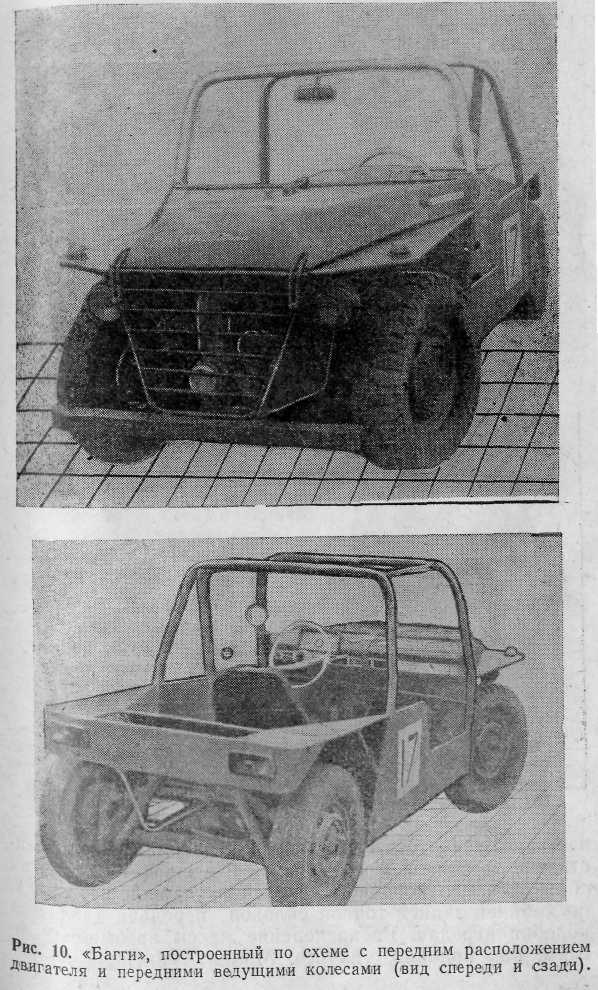 17
17
Рис. 10. «Багги», построенный по схеме с передним расположением
двигателя и передними ведущими колесами (вид спереди и сзади).